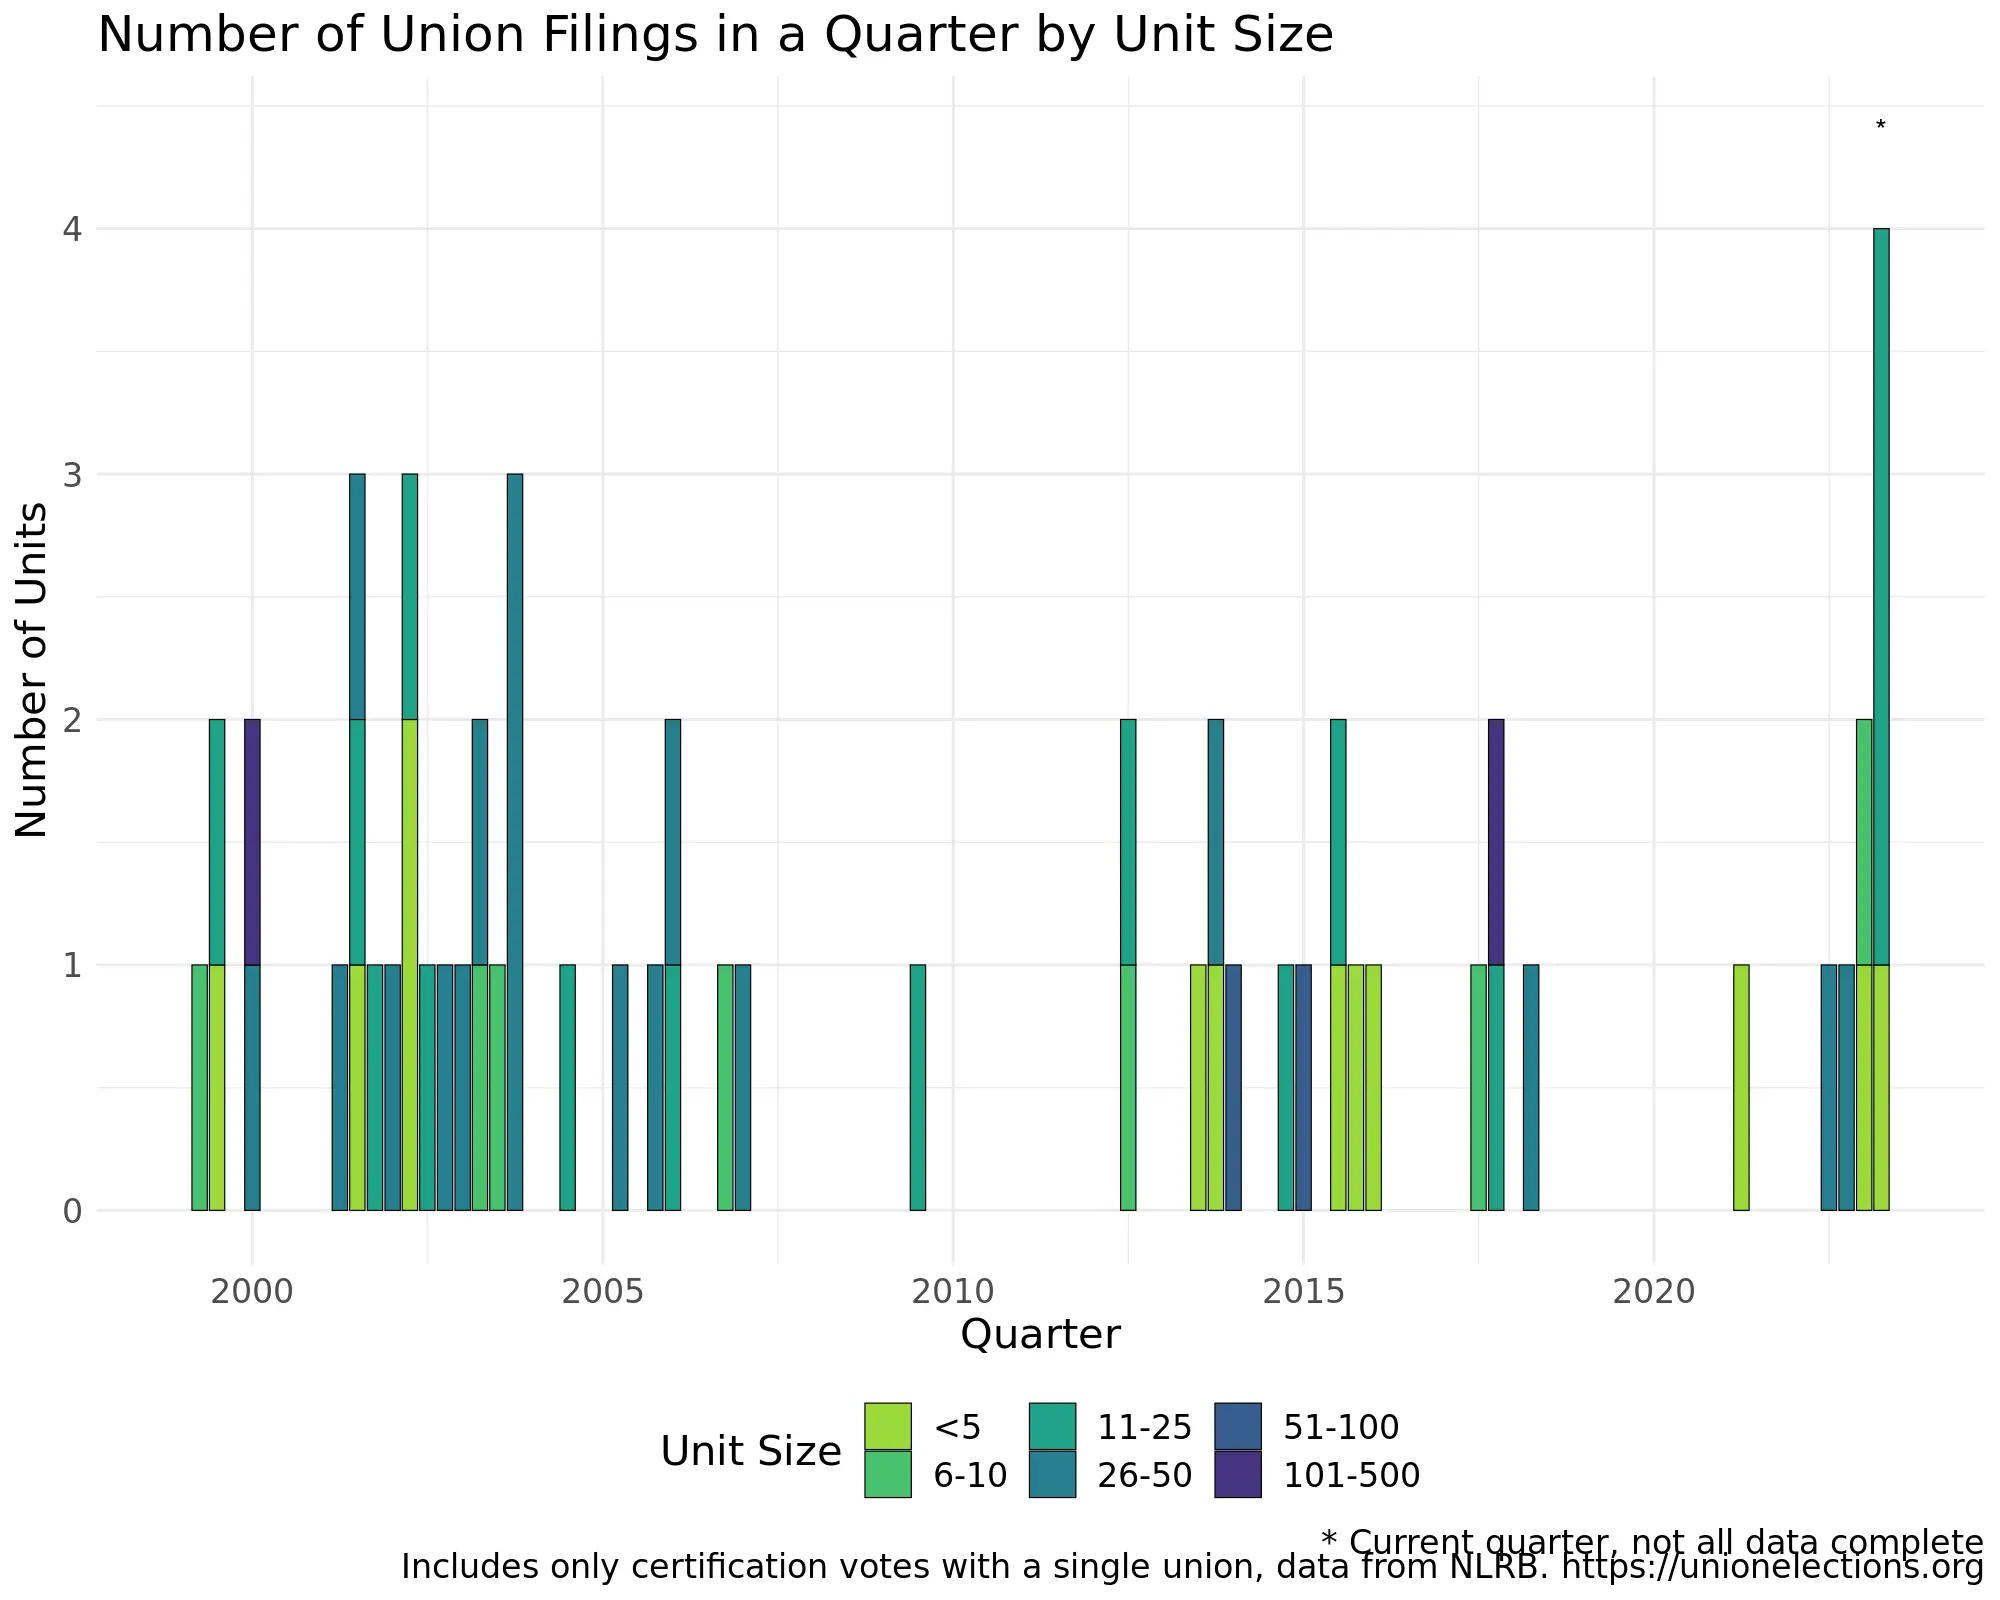 Number of Union Filings in a Quarter by Unit Size
*
4
3
2
1
0
Number of Units
2000 2005 2010 2015 2020
Quarter
Unit Size
<5 11-25 51-100
6-10 26-50 101-500
* Current quarter, not all data complete
Includes only certification votes with a single union, data from NLRB. https://unionelections.org